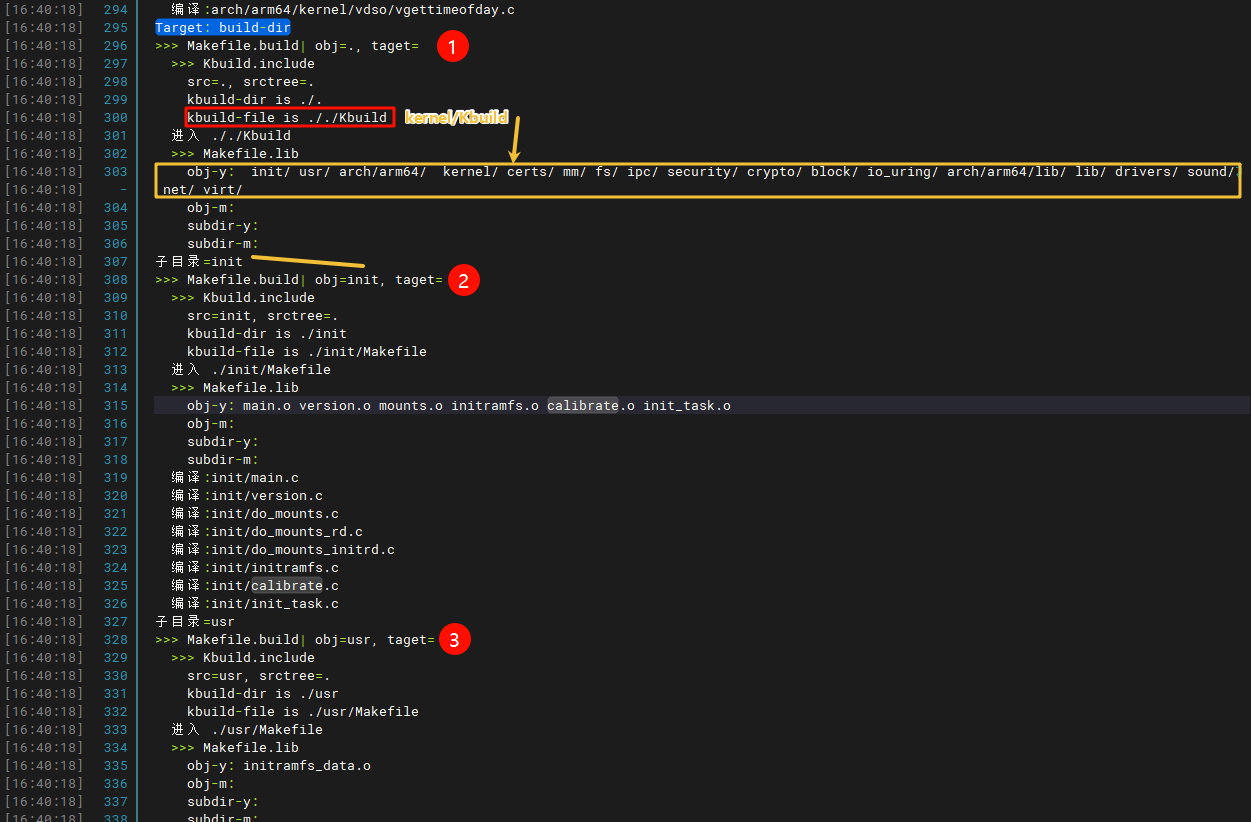 [16:40:18] 294 编译:arch/arm64/kernel/vdso/vgettimeofday.c
[16:40:18] 295 Target: build-dir
[16:40:18] 296 >>> Makefile.build| obj=., taget= 1
[16:40:18] 297 >>> Kbuild.include
[16:40:18] 298 src=., srctree=.
[16:40:18] 299 kbuild-dir is ./.
[16:40:18] 300 kbuild-file is ././Kbuild kernel/Kbuild
[16:40:18] 301 进入 ././Kbuild
[16:40:18] 302 >>> Makefile.lib
[16:40:18] 303 obj-y: init/ usr/ arch/arm64/ kernel/ certs/ mm/ fs/ ipc/ security/ crypto/ block/ io_uring/ arch/arm64/lib/ lib/ drivers/ sound/
[16:40:18] - net/ virt/
[16:40:18] 304 obj-m:
[16:40:18] 305 subdir-y:
[16:40:18] 306 subdir-m:
[16:40:18] 307 子目录=init
[16:40:18] 308 >>> Makefile.build| obj=init, taget= 2
[16:40:18] 309 >>> Kbuild.include
[16:40:18] 310 src=init, srctree=.
[16:40:18] 311 kbuild-dir is ./init
[16:40:18] 312 kbuild-file is ./init/Makefile
[16:40:18] 313 进入 ./init/Makefile
[16:40:18] 314 >>> Makefile.lib
[16:40:18] 315 obj-y: main.o version.o mounts.o initramfs.o calibrate.o init_task.o
[16:40:18] 316 obj-m:
[16:40:18] 317 subdir-y:
[16:40:18] 318 subdir-m:
[16:40:18] 319 编译:init/main.c
[16:40:18] 320 编译:init/version.c
[16:40:18] 321 编译:init/do_mounts.c
[16:40:18] 322 编译:init/do_mounts_rd.c
[16:40:18] 323 编译:init/do_mounts_initrd.c
[16:40:18] 324 编译:init/initramfs.c
[16:40:18] 325 编译:init/calibrate.c
[16:40:18] 326 编译:init/init_task.c
[16:40:18] 327 子目录=usr
[16:40:18] 328 >>> Makefile.build| obj=usr, taget= 3
[16:40:18] 329 >>> Kbuild.include
[16:40:18] 330 src=usr, srctree=.
[16:40:18] 331 kbuild-dir is ./usr
[16:40:18] 332 kbuild-file is ./usr/Makefile
[16:40:18] 333 进入 ./usr/Makefile
[16:40:18] 334 >>> Makefile.lib
[16:40:18] 335 obj-y: initramfs_data.o
[16:40:18] 336 obj-m:
[16:40:18] 337 subdir-y:
[16:40:18] 338 subdir-m: